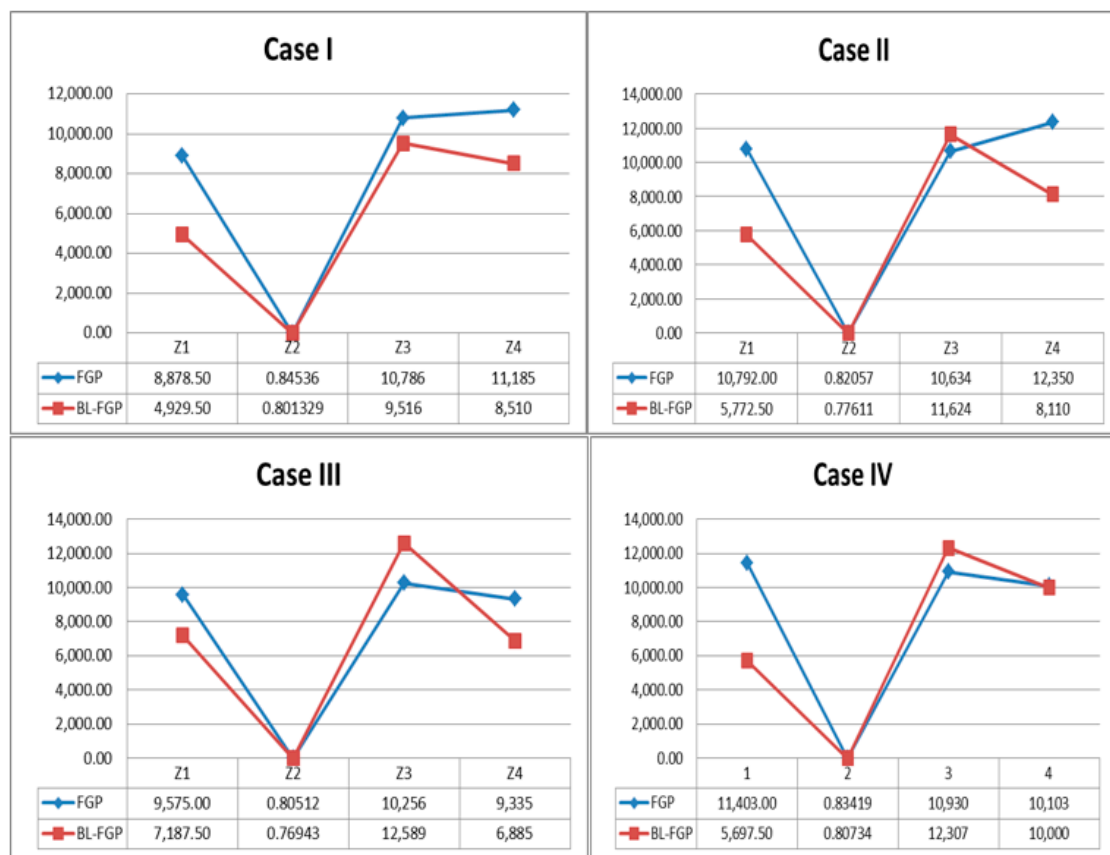 Case I
12,000.00
10,000.00
8,000.00
6,000.00
4,000.00
2,000.00
0.00
Z1 Z2 Z3 Z4
FGP 8,878.50 0.84536 10,786 11,185
BL-FGP 4,929.50 0.801329 9,516 8,510
Case II
14,000.00
12,000.00
10,000.00
8,000.00
6,000.00
4,000.00
2,000.00
0.00
Z1 Z2 Z3 Z4
FGP 10,792.00 0.82057 10,634 12,350
BL-FGP 5,772.50 0.77611 11,624 8,110
Case III
14,000.00
12,000.00
10,000.00
8,000.00
6,000.00
4,000.00
2,000.00
0.00
Z1 Z2 Z3 Z4
FGP 9,575.00 0.80512 10,256 9,335
BL-FGP 7,187.50 0.76943 12,589 6,885
Case IV
14,000.00
12,000.00
10,000.00
8,000.00
6,000.00
4,000.00
2,000.00
0.00
1 2 3 4
FGP 11,403.00 0.83419 10,930 10,103
BL-FGP 5,697.50 0.80734 12,307 10,000